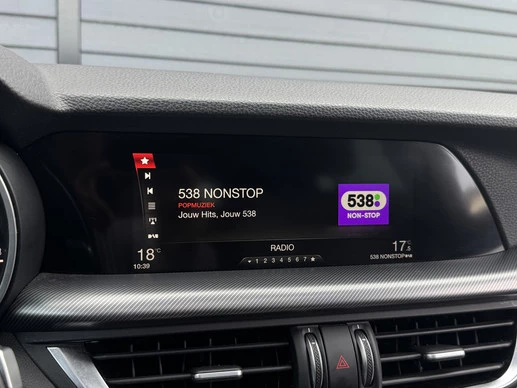 538 NONSTOP
POPMUZIEK
Jouw Hits, Jouw 538
538
NON-STOP
18°C
10:39
RADIO
1 2 3 4 5 6 7
17°C
538 NONSTOP